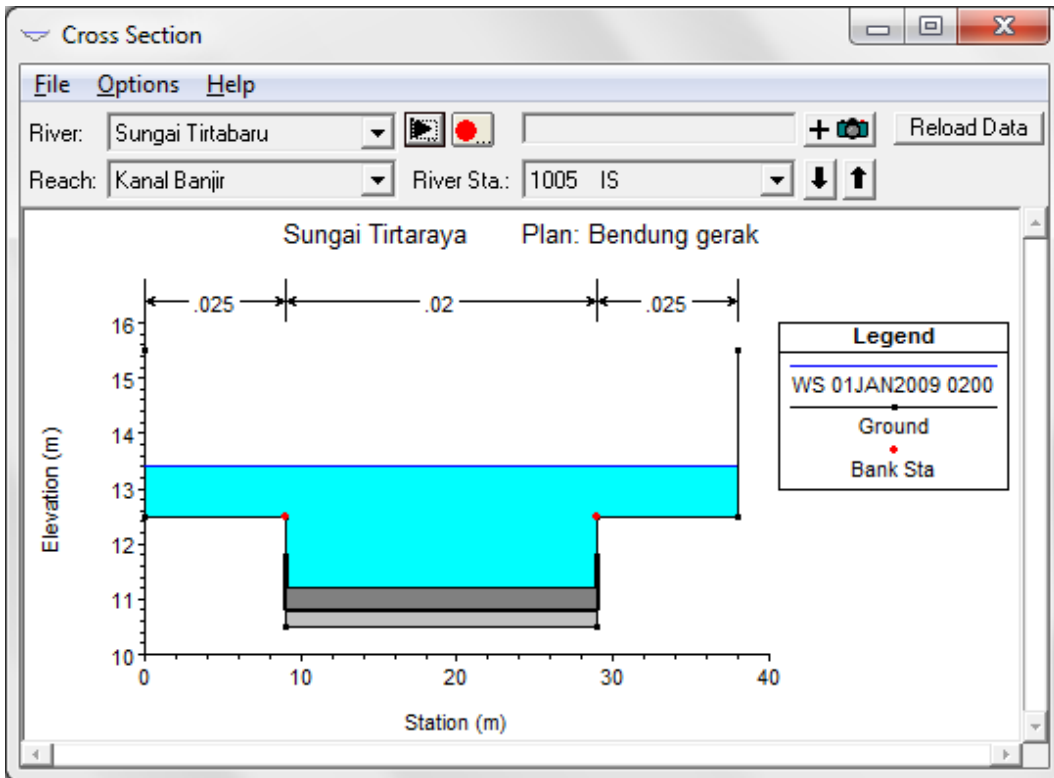 Cross Section
File Options Help
River: Sungai Tirtabaru Reload Data
Reach: Kanal Banjir River Sta.: 1005 IS
Sungai Tirtaraya Plan: Bendung gerak
.025 .02 .025
16
15
14
13
12
11
10
Elevation (m)
0 10 20 30 40
Station (m)
Legend
WS 01JAN2009 0200
Ground
Bank Sta